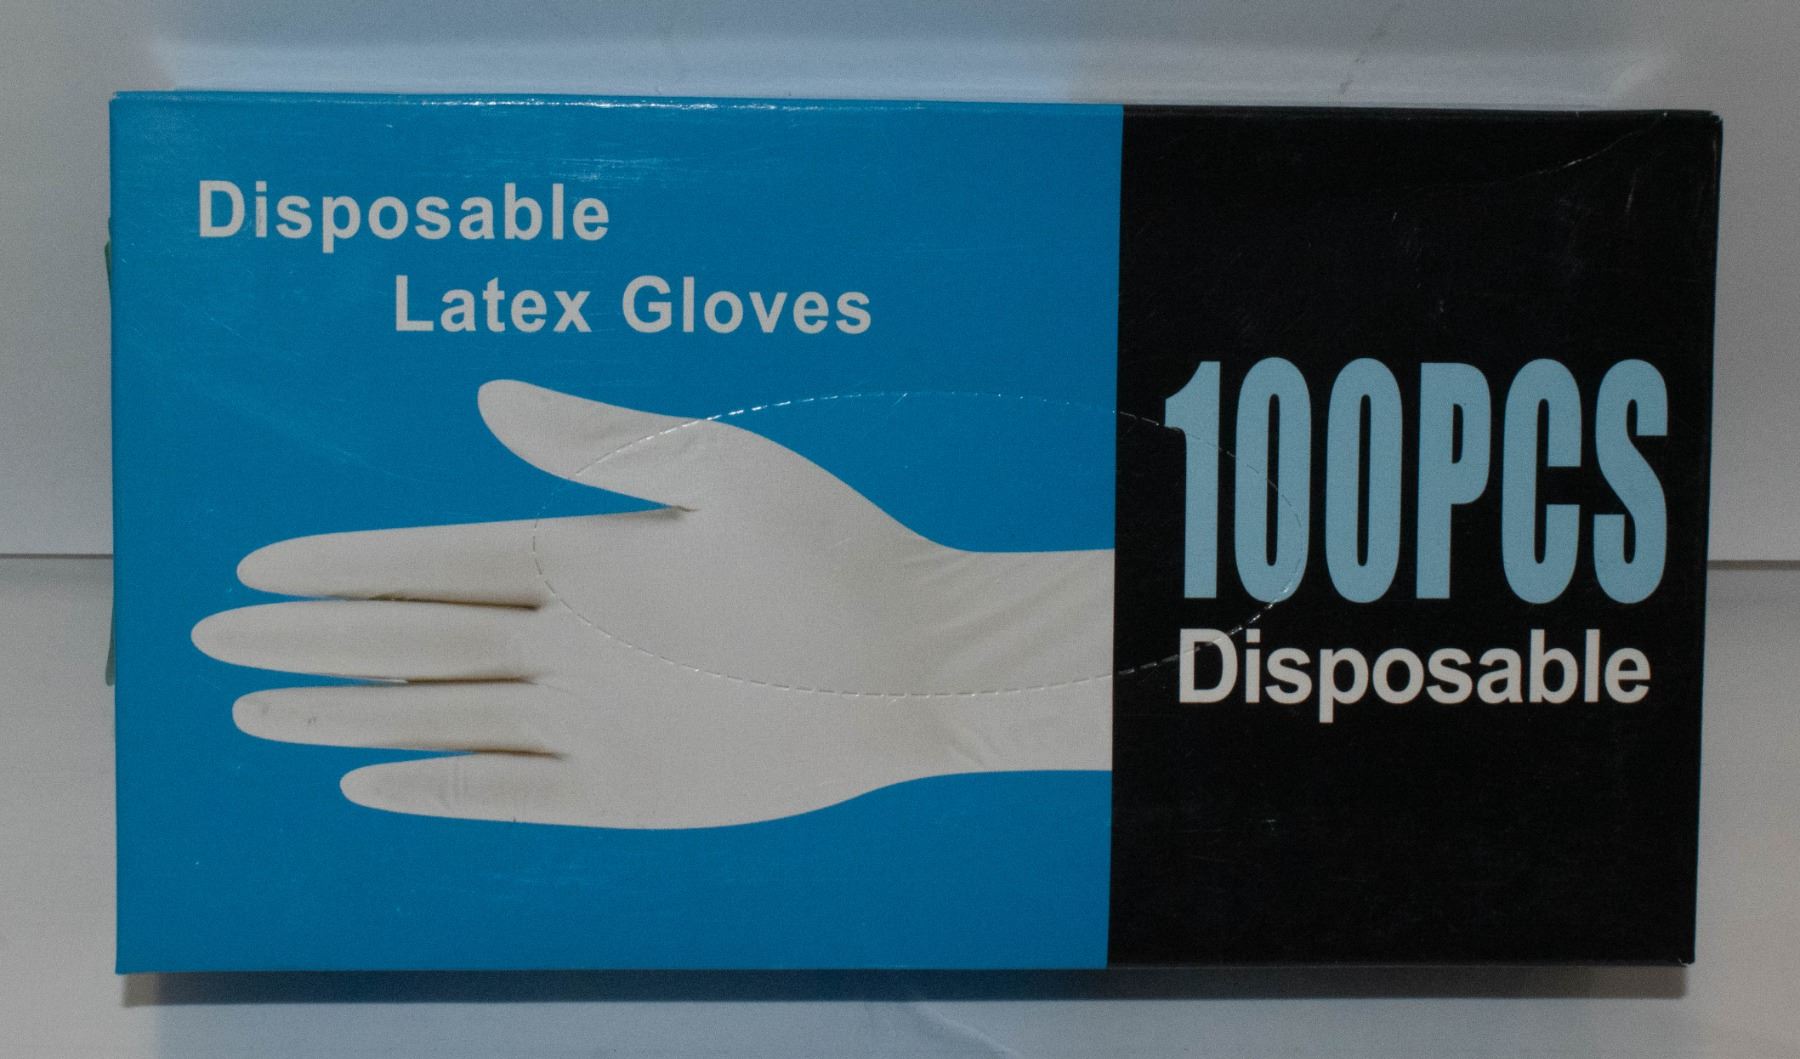 Disposable
Latex Gloves
100PCS
Disposable